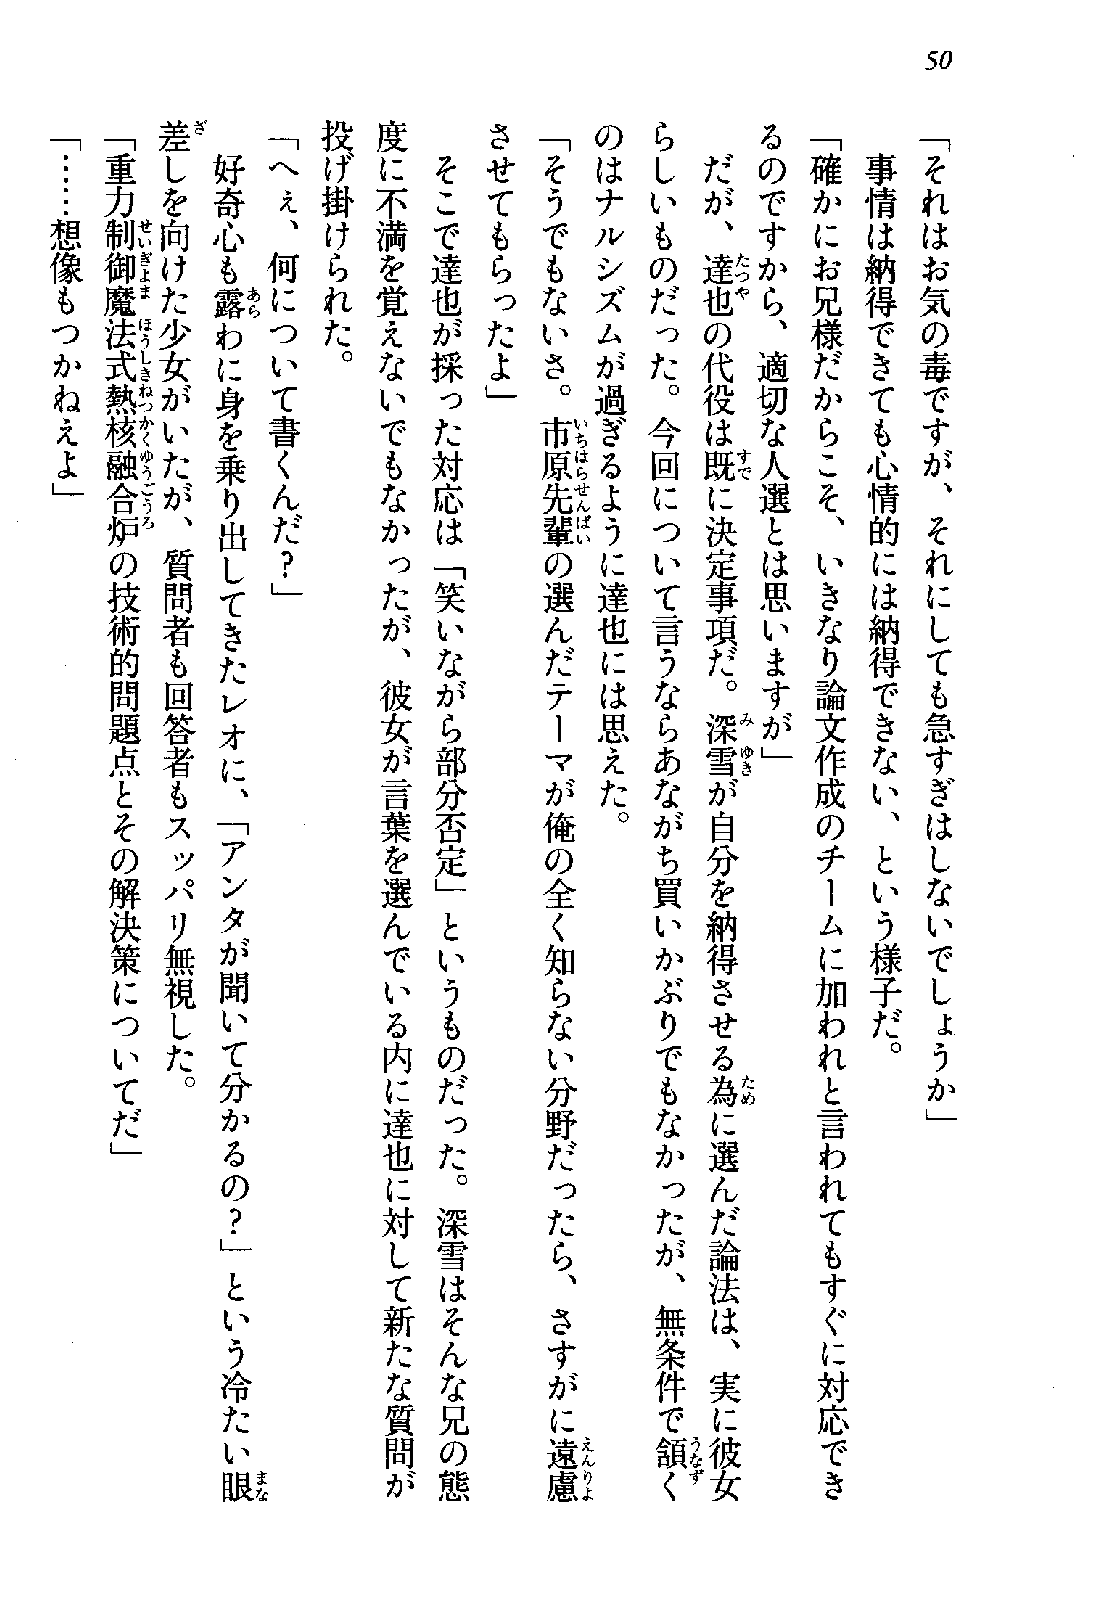 50
「それはお気の毒ですが、それにしても急すぎはしないでしょうか」
事情は納得できても心情的には納得できない、という様子だ。
「確かにお兄様だからこそ、いきなり論文作成のチームに加われと言われてもすぐに対応でき
るのですから、適切な人選とは思いますが」
だが、達也の代役は既に決定事項だ。深雪が自分を納得させる為に選んだ論法は、実に彼女
らしいものだった。今回について言うならあながち買いかぶりでもなかったが、無条件で頷く
のはナルシズムが過ぎるように達也には思えた。
「そうでもないさ。市原先輩の選んだテーマが俺の全く知らない分野だったら、さすがに遠慮
させてもらったよ」
そこで達也が採った対応は「笑いながら部分否定」というものだった。深雪はそんな兄の態
度に不満を覚えないでもなかったが、彼女が言葉を選んでいる内に達也に対して新たな質問が
投げ掛けられた。
「へぇ、何について書くんだ？」
好奇心も露わに身を乗り出してきたレオに、「アンタが聞いて分かるの？」という冷たい眼
差しを向けた少女がいたが、質問者も回答者もスッパリ無視した。
「重力制御魔法式熱核融合炉の技術的問題点とその解決策についてだ」
「……想像もつかねえよ」